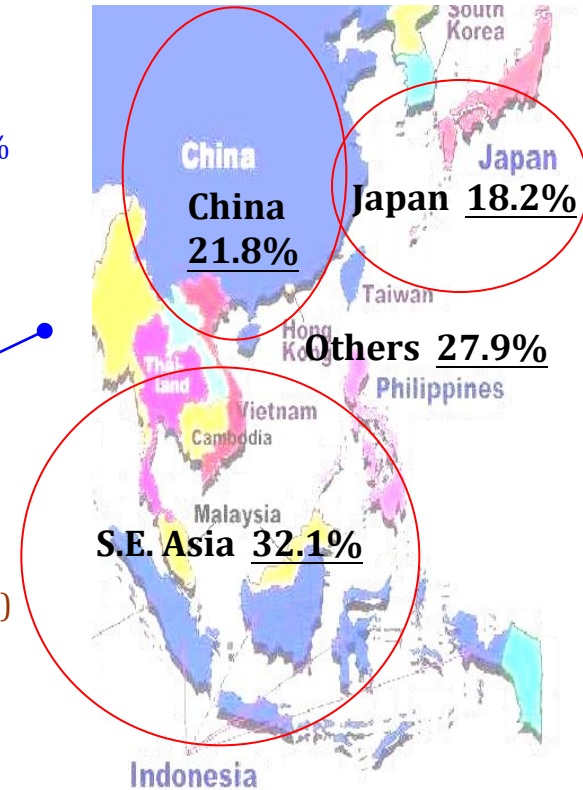 South
Korea
%
China
Japan
China
21.8%
Japan 18.2%
Taiwan
Hong
Kong
Others 27.9%
Thai-
land
Philippines
Vietnam
Cambodia
Malaysia
S.E. Asia 32.1%
)
Indonesia